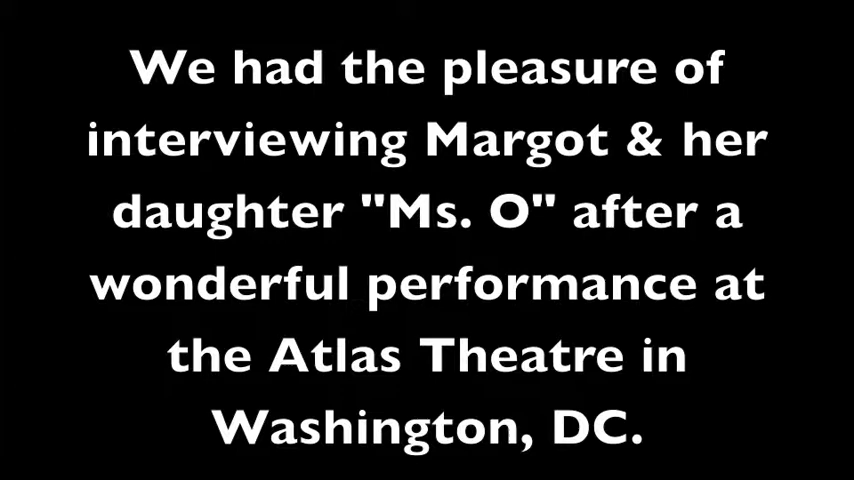 We had the pleasure of
interviewing Margot & her
daughter "Ms. O" after a
wonderful performance at
the Atlas Theatre in
Washington, DC.